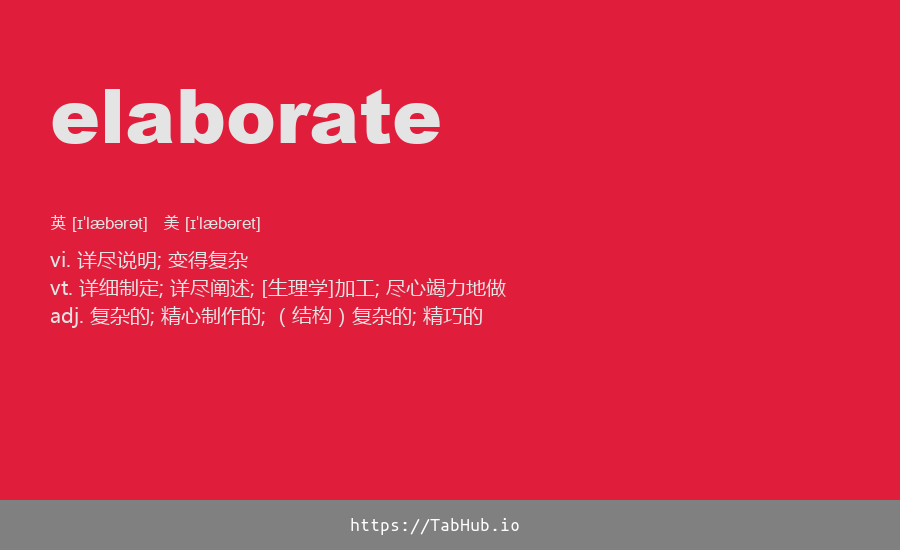 elaborate
英 [ɪˈlæbərət] 美 [ɪˈlæbəret]
vi. 详尽说明; 变得复杂
vt. 详细制定; 详尽阐述; [生理学]加工; 尽心竭力地做
adj. 复杂的; 精心制作的; （结构）复杂的; 精巧的
https://TabHub.io